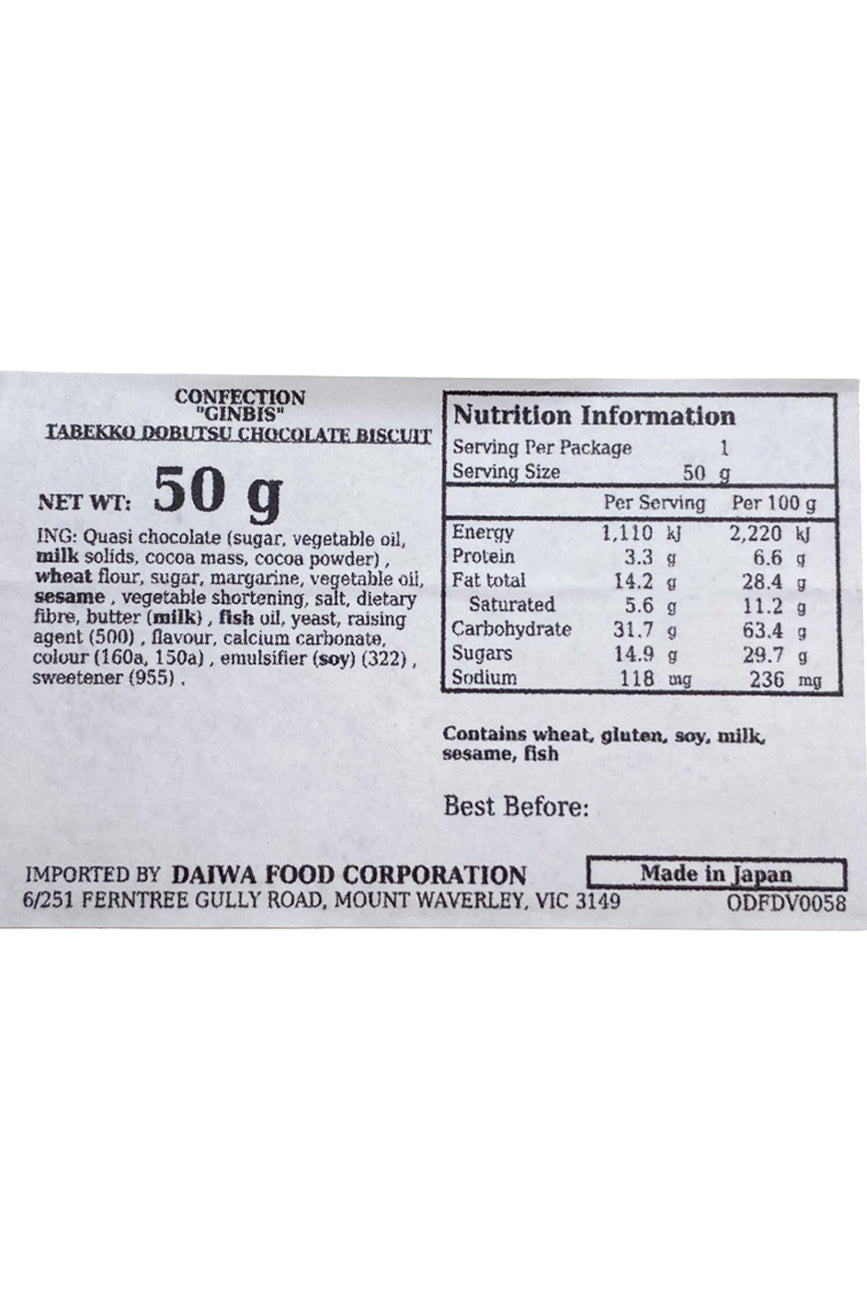 CONFECTION
"GINBIS"
TABEKKO DOBUTSU CHOCOLATE BISCUIT
NET WT: 50 g
ING: Quasi chocolate (sugar, vegetable oil,
milk solids, cocoa mass, cocoa powder) ,
wheat flour, sugar, margarine, vegetable oil,
sesame , vegetable shortening, salt, dietary
fibre, butter (milk) , fish oil, yeast, raising
agent (500) , flavour, calcium carbonate,
colour (160a, 150a) , emulsifier (soy) (322) ,
sweetener (955) .
Nutrition Information
Serving Per Package 1
Serving Size 50 g
Per Serving Per 100 g
Energy 1,110 kJ 2,220 kJ
Protein 3.3 g 6.6 g
Fat total 14.2 g 28.4 g
Saturated 5.6 g 11.2 g
Carbohydrate 31.7 g 63.4 g
Sugars 14.9 g 29.7 g
Sodium 118 mg 236 mg
Contains wheat, gluten, soy, milk,
sesame, fish
Best Before:
IMPORTED BY DAIWA FOOD CORPORATION
6/251 FERNTREE GULLY ROAD, MOUNT WAVERLEY, VIC 3149
Made in Japan
ODFDV0058